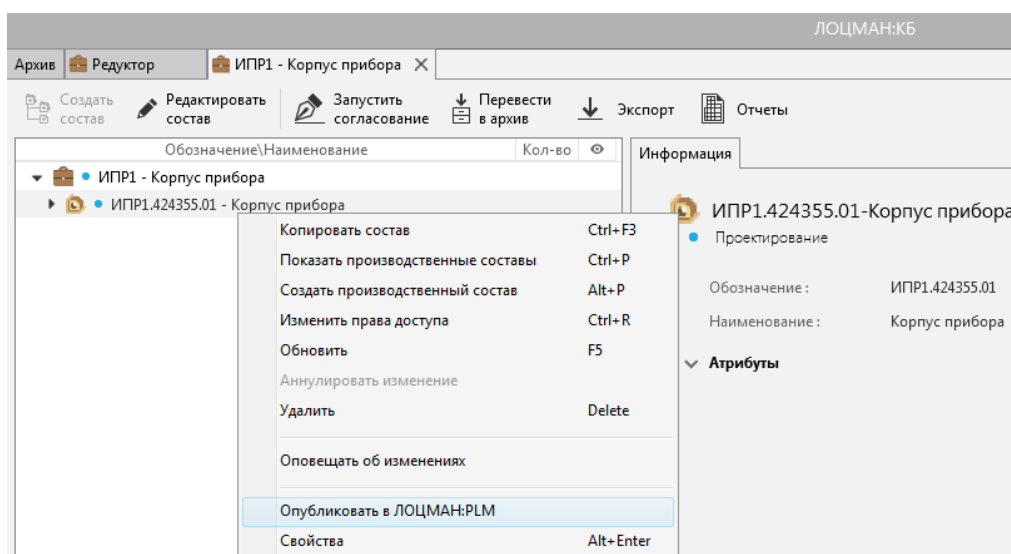 ЛОЦМАН:КБ
Архив Редуктор ИПР1 - Корпус прибора
Создать состав Редактировать состав Запустить согласование Перевести в архив Экспорт Отчеты
Обозначение\Наименование Кол-во Информация
ИПР1 - Корпус прибора
ИПР1.424355.01 - Корпус прибора
ИПР1.424355.01-Корпус прибора
Проектирование
Обозначение : ИПР1.424355.01
Наименование : Корпус прибора
Атрибуты
Копировать состав Ctrl+F3
Показать производственные составы Ctrl+P
Создать производственный состав Alt+P
Изменить права доступа Ctrl+R
Обновить F5
Аннулировать изменение
Удалить Delete
Оповещать об изменениях
Опубликовать в ЛОЦМАН:PLM
Свойства Alt+Enter